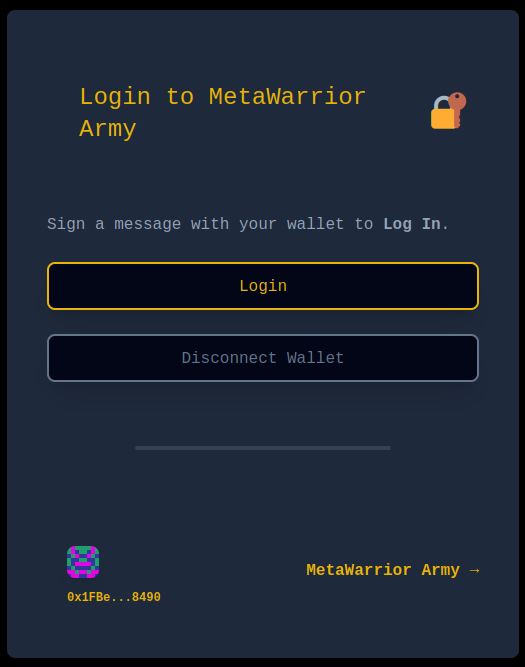 Login to MetaWarrior
Army
Sign a message with your wallet to Log In.
Login
Disconnect Wallet
MetaWarrior Army →
0x1FBe...8490